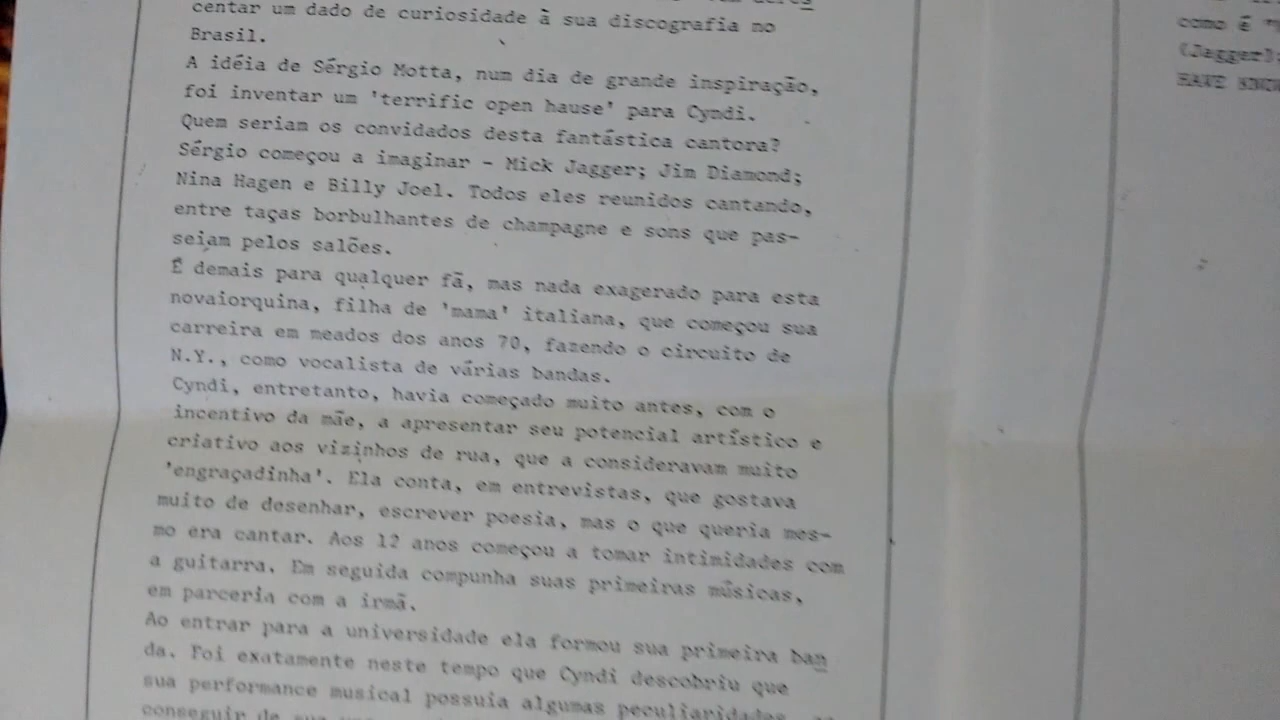 centar um dado de curiosidade ã sua discografia no
Brasil.
A idéia de Sérgio Motta, num dia de grande inspiração,
foi inventar um 'terrific open hause' para Cyndi.
Quem seriam os convidados desta fantástica cantora?
Sérgio começou a imaginar - Mick Jagger; Jim Diamond;
Nina Hagen e Billy Joel. Todos eles reunidos cantando,
entre taças borbulhantes de champagne e sons que pas-
seiam pelos salões.
É demais para qualquer fã, mas nada exagerado para esta
novaiorquina, filha de 'mama' italiana, que começou sua
carreira em meados dos anos 70, fazendo o circuito de
N.Y., como vocalista de várias bandas.
Cyndi, entretanto, havia começado muito antes, com o
incentivo da mãe, a apresentar seu potencial artístico e
criativo aos vizinhos de rua, que a consideravam muito
'engraçadinha'. Ela conta, em entrevistas, que gostava
muito de desenhar, escrever poesia, mas o que queria mes-
mo era cantar. Aos 12 anos começou a tomar intimidades com
a guitarra. Em seguida compunha suas primeiras músicas,
em parceria com a irmã.
Ao entrar para a universidade ela formou sua primeira ban
da. Foi exatamente neste tempo que Cyndi descobriu que
sua performance musical possuia algumas peculiaridades
conseguir de sua
como é
(Jagger)